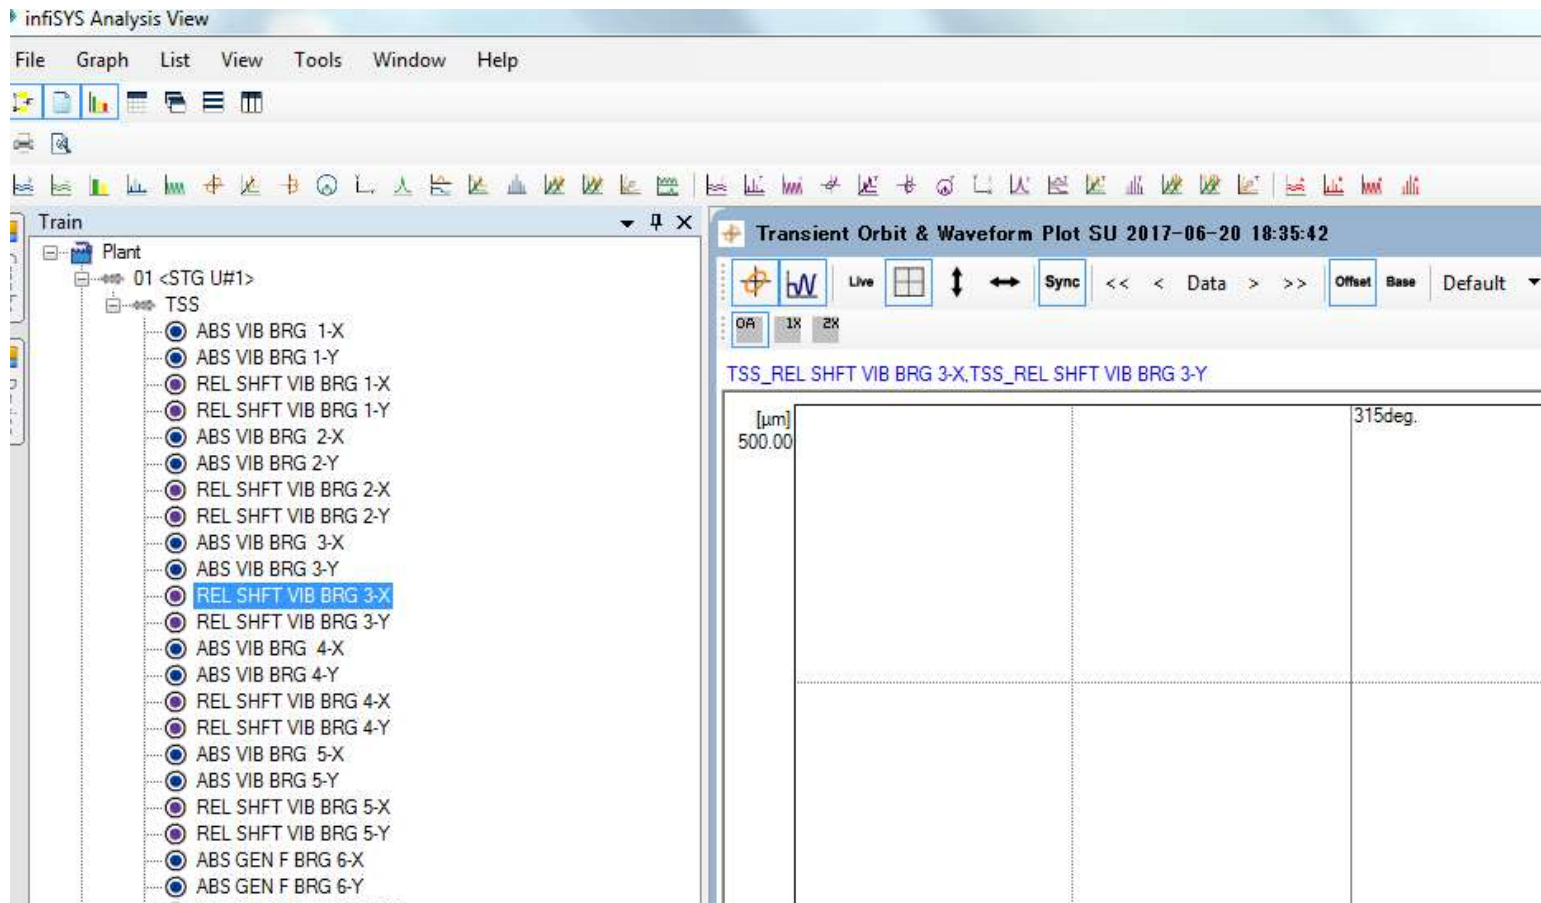 infiSYS Analysis View
File Graph List View Tools Window Help
Train
Plant
01 <STG U#1>
TSS
ABS VIB BRG  1-X
ABS VIB BRG 1-Y
REL SHFT VIB BRG 1-X
REL SHFT VIB BRG 1-Y
ABS VIB BRG  2-X
ABS VIB BRG 2-Y
REL SHFT VIB BRG 2-X
REL SHFT VIB BRG 2-Y
ABS VIB BRG  3-X
ABS VIB BRG 3-Y
REL SHFT VIB BRG 3-X
REL SHFT VIB BRG 3-Y
ABS VIB BRG  4-X
ABS VIB BRG 4-Y
REL SHFT VIB BRG 4-X
REL SHFT VIB BRG 4-Y
ABS VIB BRG  5-X
ABS VIB BRG 5-Y
REL SHFT VIB BRG 5-X
REL SHFT VIB BRG 5-Y
ABS GEN F BRG 6-X
ABS GEN F BRG 6-Y
Transient Orbit & Waveform Plot SU 2017-06-20 18:35:42
Live Sync << < Data > >> Offset Base Default
OA 1X 2X
TSS_REL SHFT VIB BRG 3-X,TSS_REL SHFT VIB BRG 3-Y
[µm]
500.00
315deg.